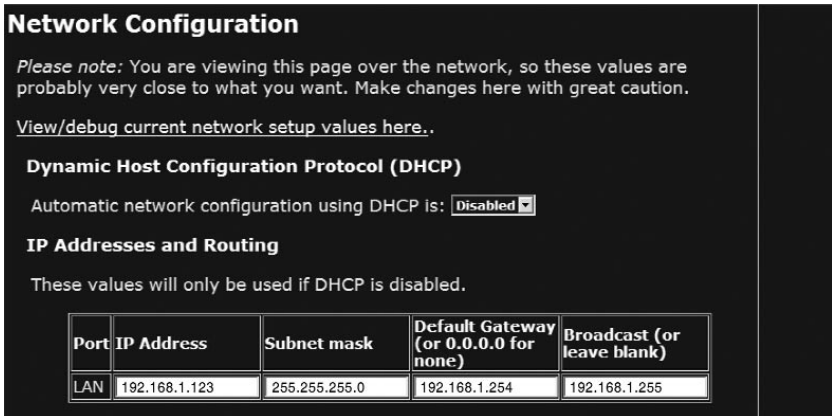 Network Configuration
Please note: You are viewing this page over the network, so these values are
probably very close to what you want. Make changes here with great caution.
View/debug current network setup values here..
Dynamic Host Configuration Protocol (DHCP)
Automatic network configuration using DHCP is: Disabled
IP Addresses and Routing
These values will only be used if DHCP is disabled.
Port IP Address Subnet mask Default Gateway (or 0.0.0.0 for none) Broadcast (or leave blank)
LAN 192.168.1.123 255.255.255.0 192.168.1.254 192.168.1.255